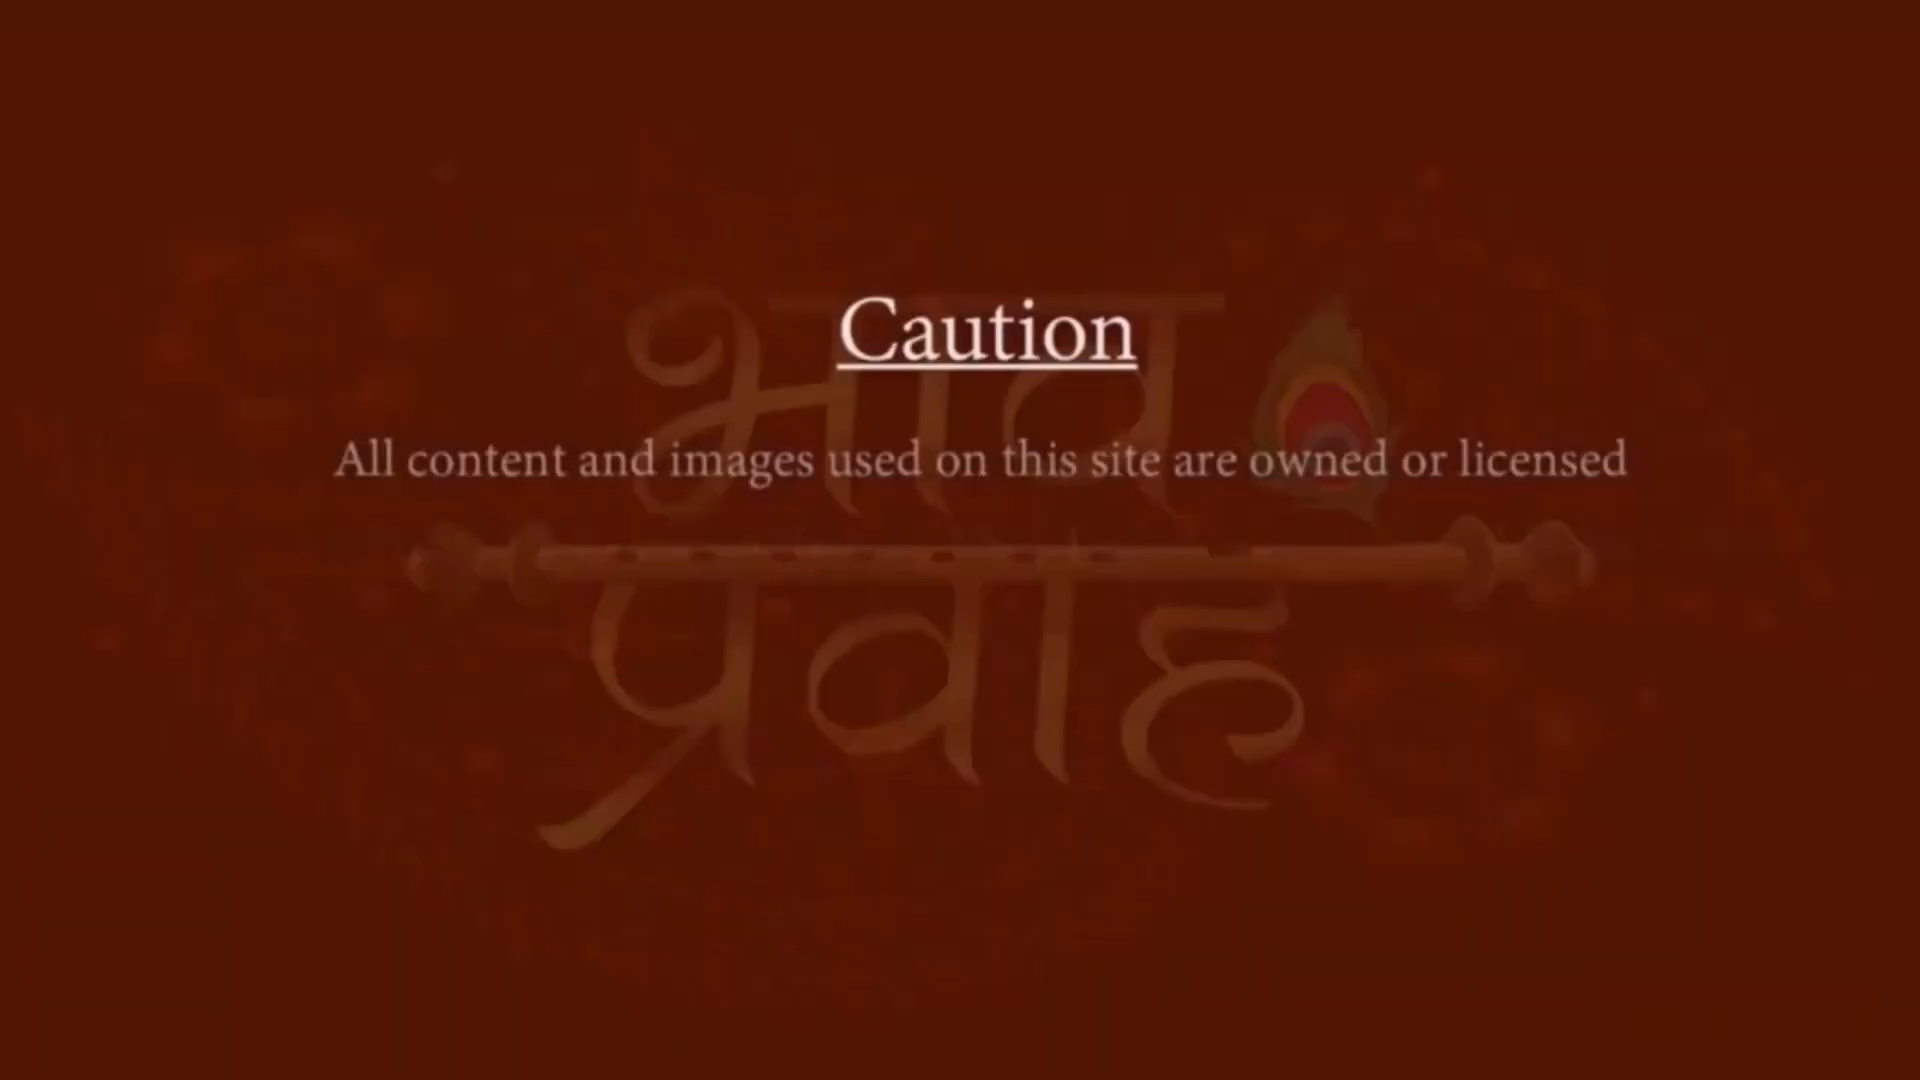 Caution
भाव
All content and images used on this site are owned or licensed
प्रवाह